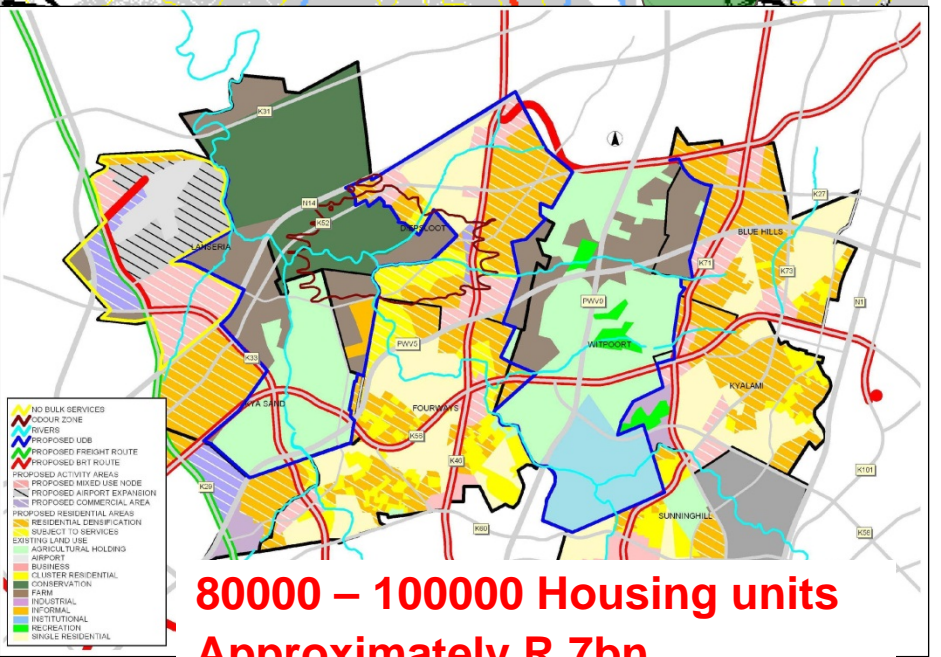 K31
K27
N14
K52
DIEPSLOOT
LANSERIA
BLUE HILLS
K71
K73
PWV9
N1
PWV5
WITPOORT
K33
KYALAMI
KYA SAND
FOURWAYS
K56
K46
K29
K101
SUNNINGHILL
K60
K58
NO BULK SERVICES
ODOUR ZONE
RIVERS
PROPOSED UDB
PROPOSED FREIGHT ROUTE
PROPOSED BRT ROUTE
PROPOSED ACTIVITY AREAS
PROPOSED MIXED USE NODE
PROPOSED AIRPORT EXPANSION
PROPOSED COMMERCIAL AREA
PROPOSED RESIDENTIAL AREAS
RESIDENTIAL DENSIFICATION
SUBJECT TO SERVICES
EXISTING LAND USE
AGRICULTURAL HOLDING
AIRPORT
BUSINESS
CLUSTER RESIDENTIAL
CONSERVATION
FARM
INDUSTRIAL
INFORMAL
INSTITUTIONAL
RECREATION
SINGLE RESIDENTIAL
80000 – 100000 Housing units
Approximately R 7bn